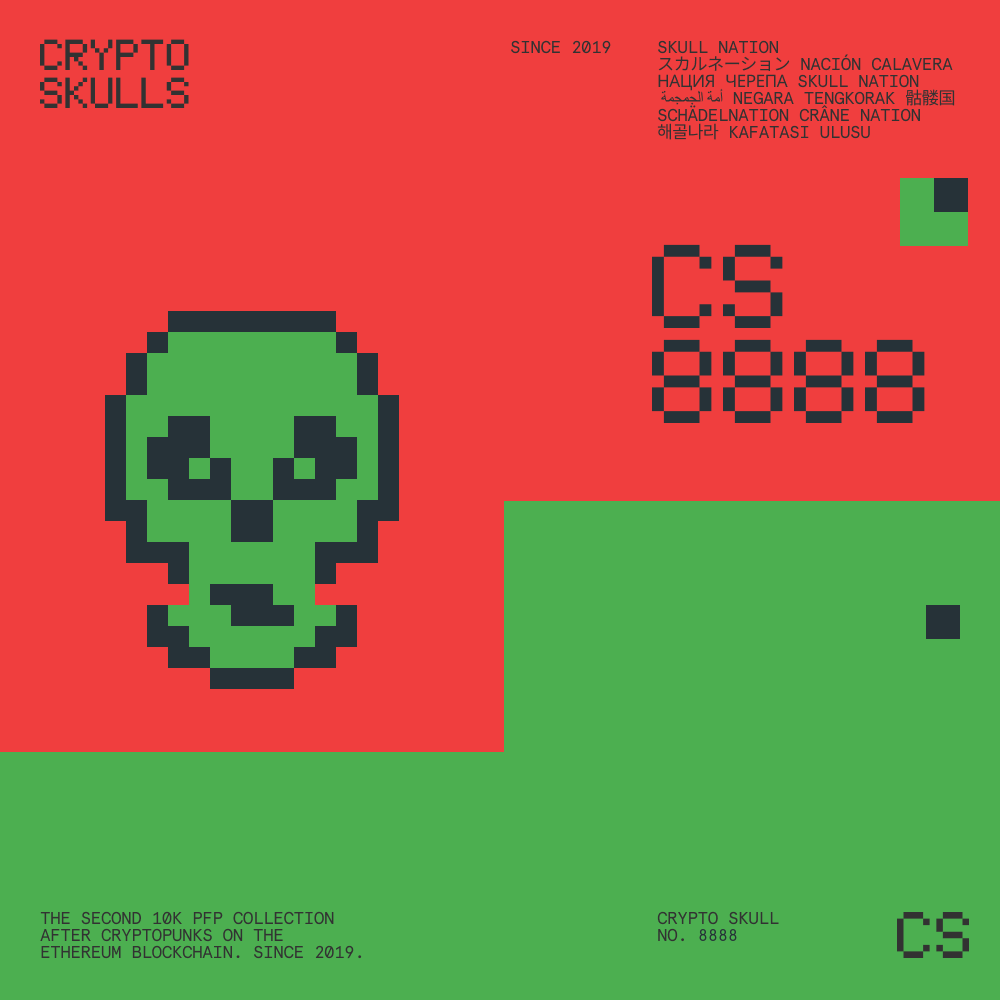 CRYPTO
SKULLS
SINCE 2019
SKULL NATION
スカルネーション NACIÓN CALAVERA
НАЦИЯ ЧЕРЕПА SKULL NATION
أمة الجمجمة NEGARA TENGKORAK 骷髅国
SCHÄDELNATION CRÂNE NATION
해골나라 KAFATASI ULUSU
CS
8888
THE SECOND 10K PFP COLLECTION
AFTER CRYPTOPUNKS ON THE
ETHEREUM BLOCKCHAIN. SINCE 2019.
CRYPTO SKULL
NO. 8888
CS